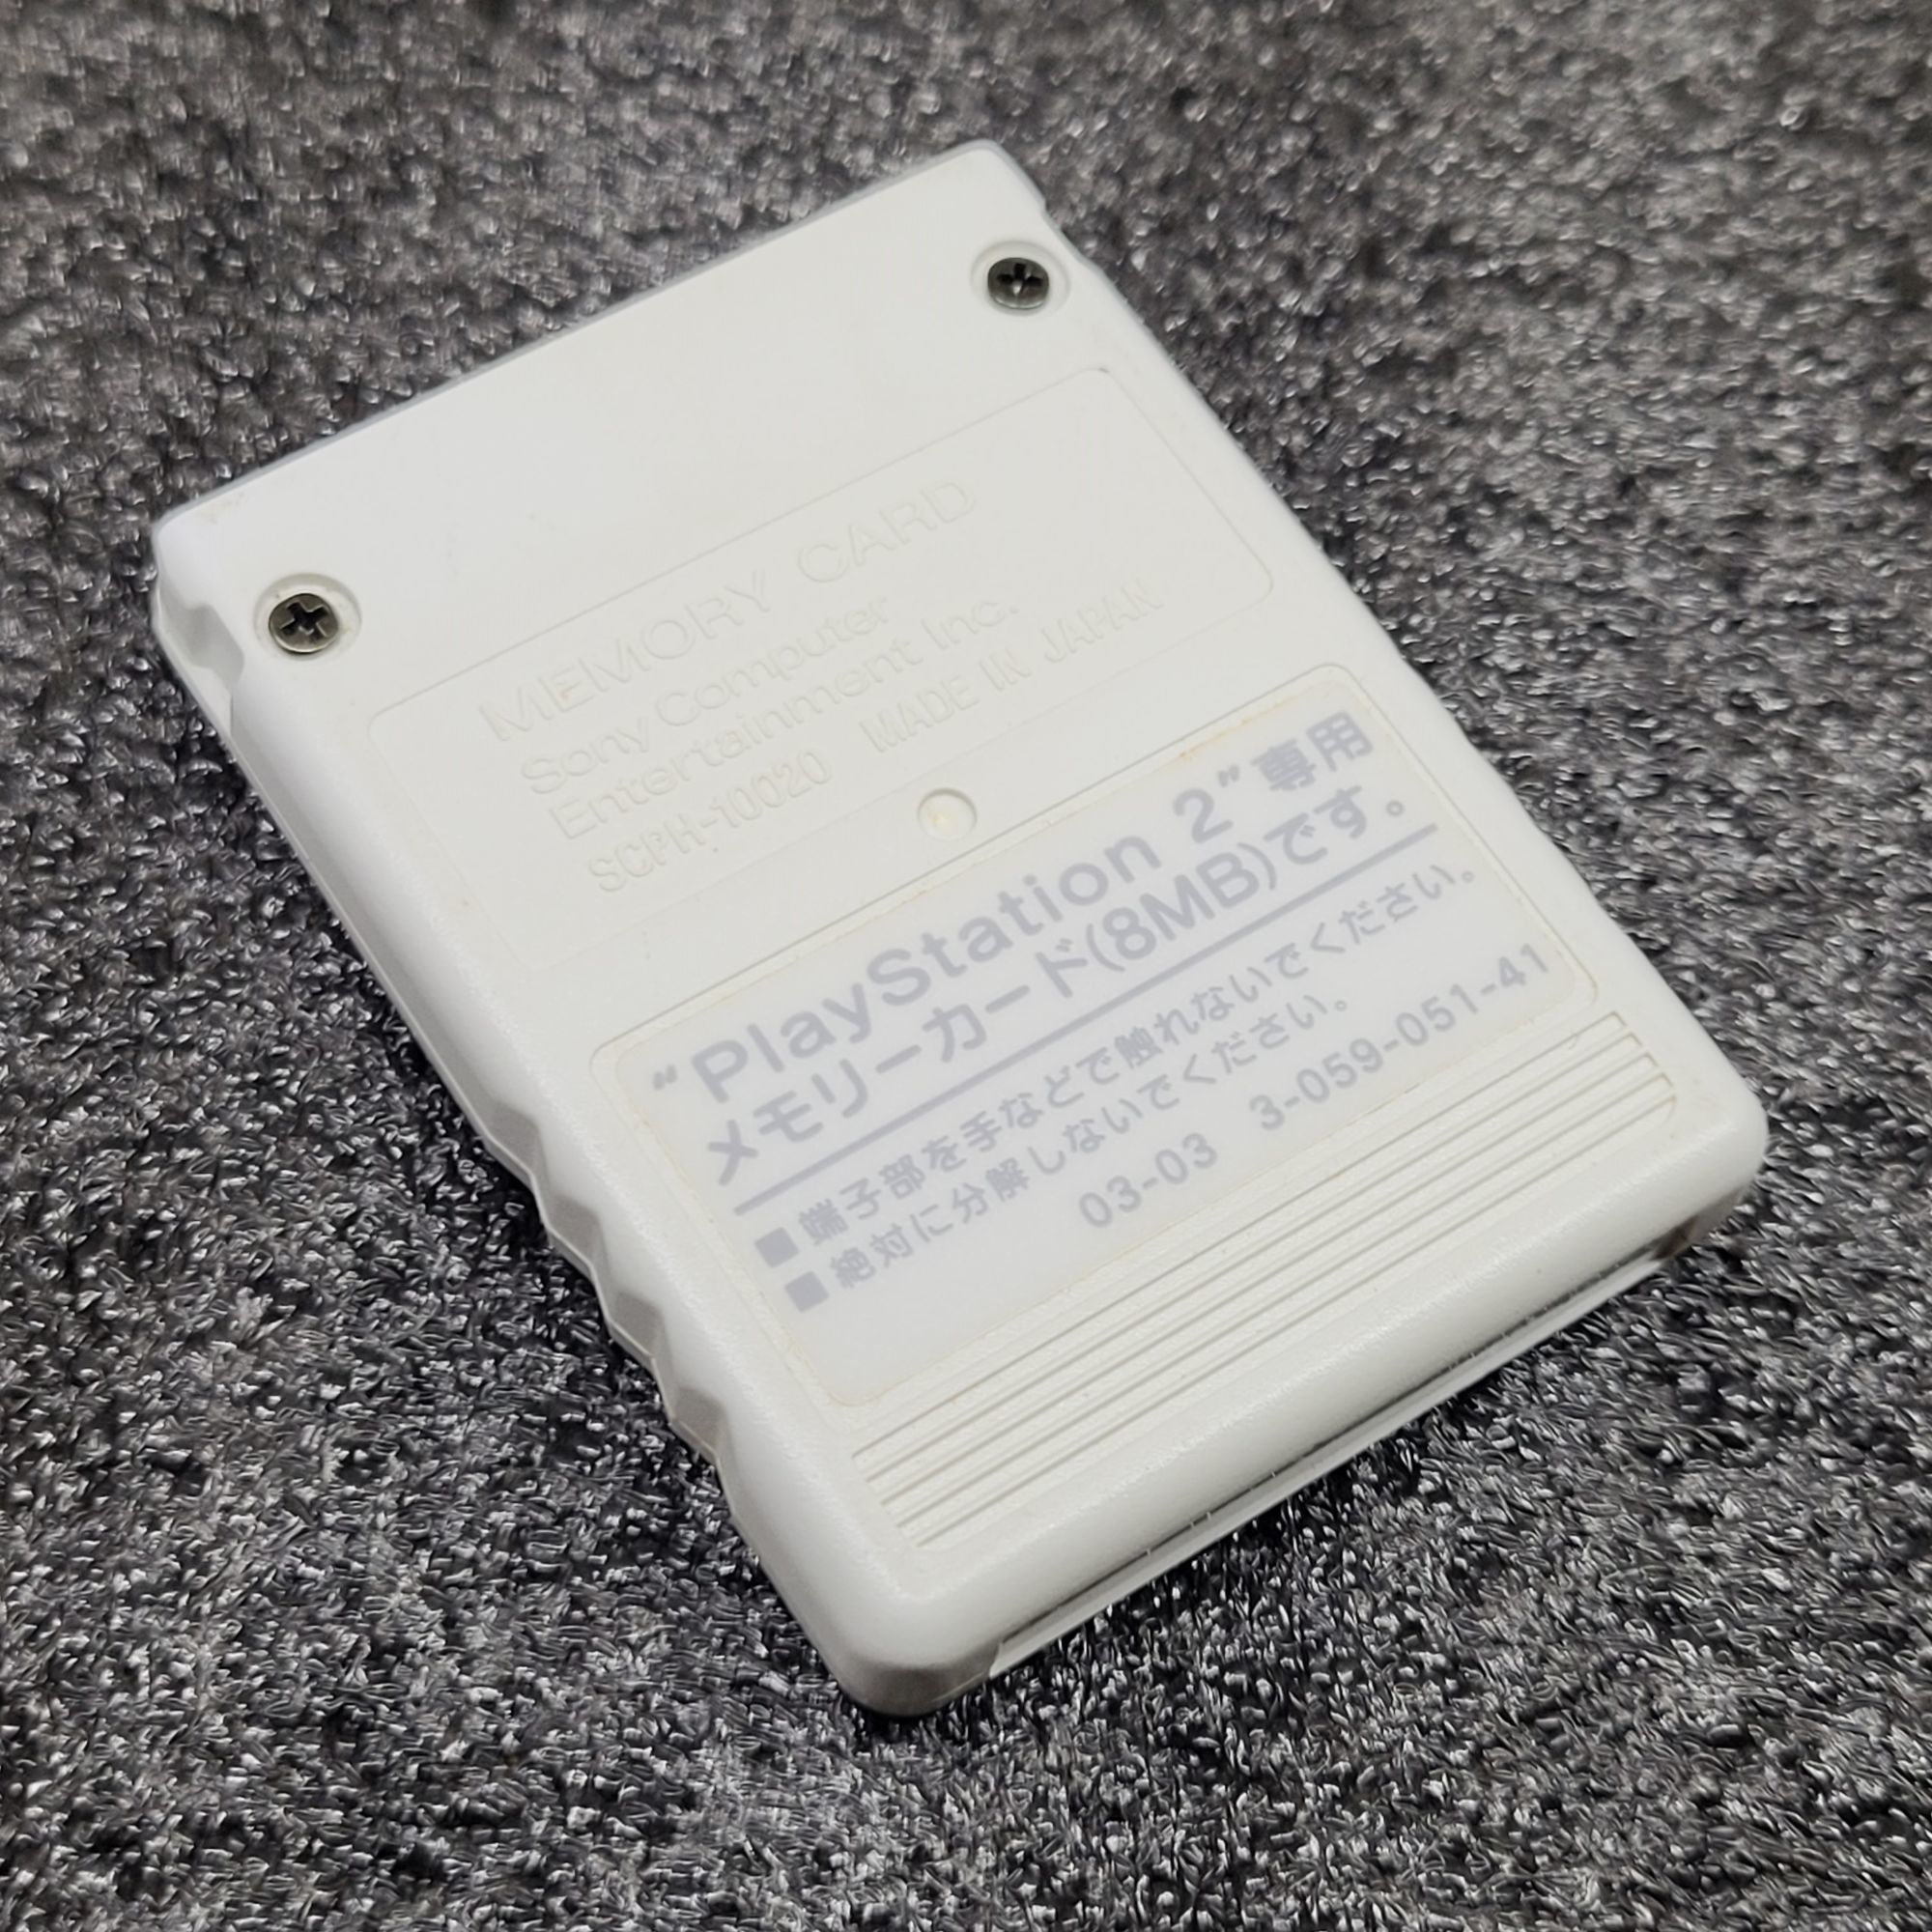 MEMORY CARD
Sony Computer
Entertainment Inc.
SCPH-10020 MADE IN JAPAN
“PlayStation 2”専用
メモリーカード(8MB)です。
■端子部を手などで触れないでください。
■絶対に分解しないでください。
03-03 3-059-051-41